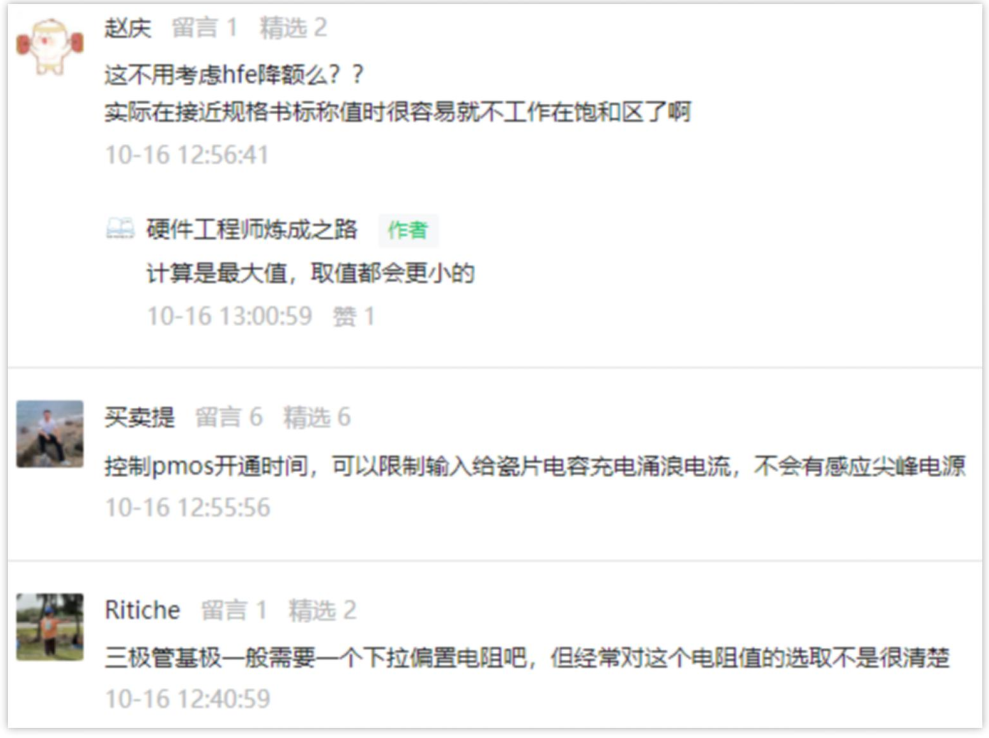 赵庆 留言 1 精选 2
这不用考虑hfe降额么？？
实际在接近规格书标称值时很容易就不工作在饱和区了啊
10-16 12:56:41
硬件工程师炼成之路 作者
计算是最大值，取值都会更小的
10-16 13:00:59 赞 1
买卖提 留言 6 精选 6
控制pmos开通时间，可以限制输入给瓷片电容充电涌浪电流，不会有感应尖峰电源
10-16 12:55:56
Ritiche 留言 1 精选 2
三极管基极一般需要一个下拉偏置电阻吧，但经常对这个电阻值的选取不是很清楚
10-16 12:40:59